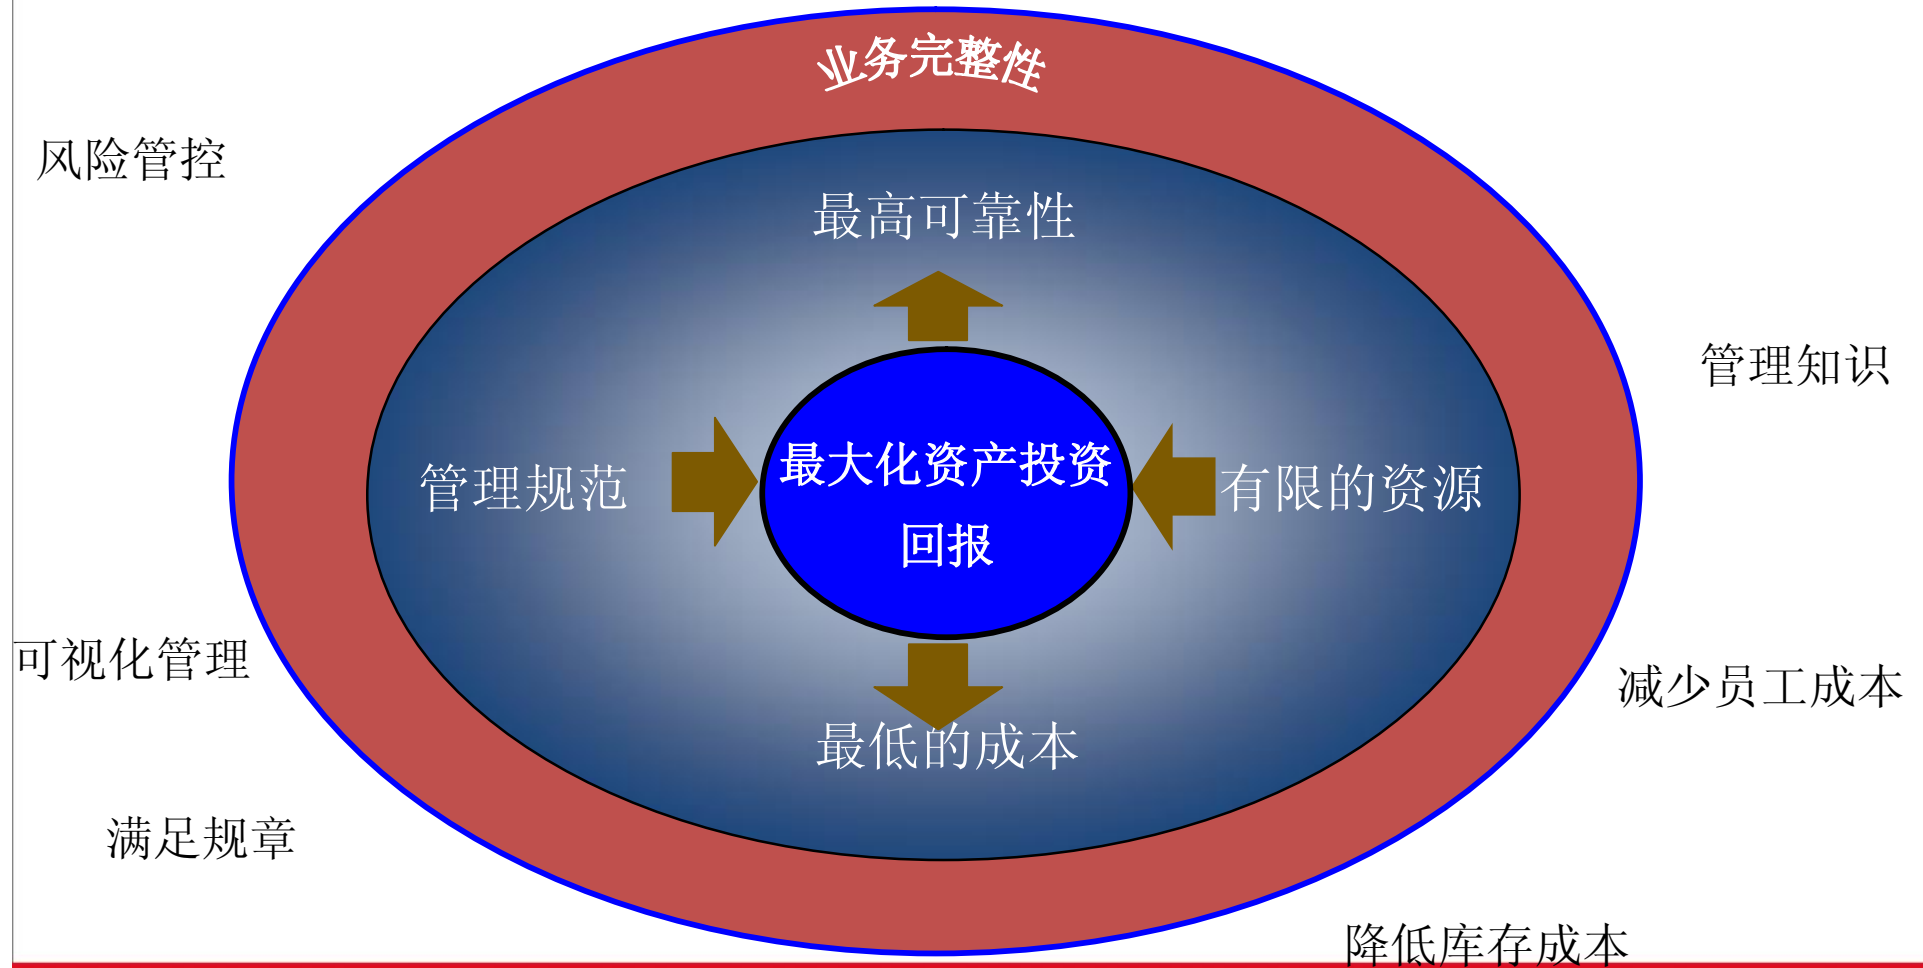 业务完整性
风险管控
最高可靠性
管理知识
最大化资产投资
回报
管理规范
有限的资源
可视化管理
减少员工成本
最低的成本
满足规章
降低库存成本